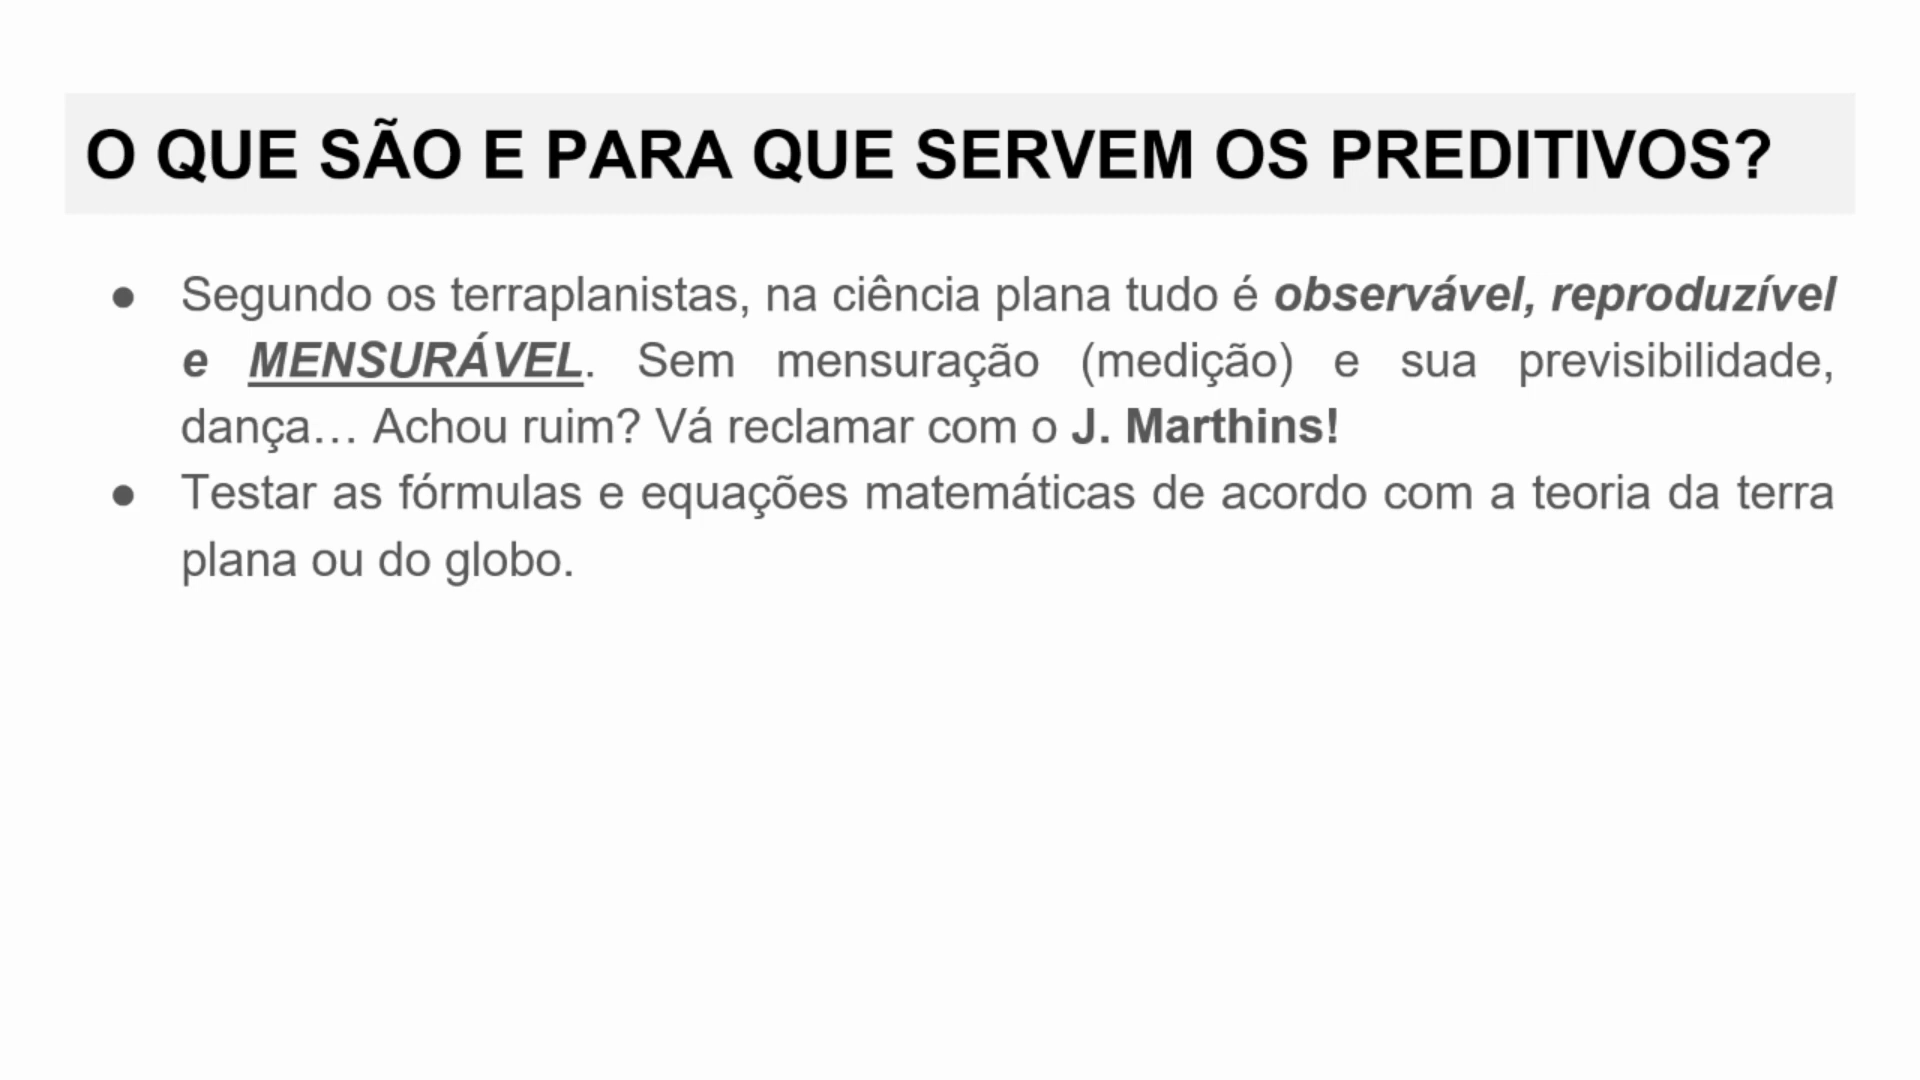 O QUE SÃO E PARA QUE SERVEM OS PREDITIVOS?
● Segundo os terraplanistas, na ciência plana tudo é observável, reproduzível
e MENSURÁVEL. Sem mensuração (medição) e sua previsibilidade,
dança... Achou ruim? Vá reclamar com o J. Marthins!
● Testar as fórmulas e equações matemáticas de acordo com a teoria da terra
plana ou do globo.